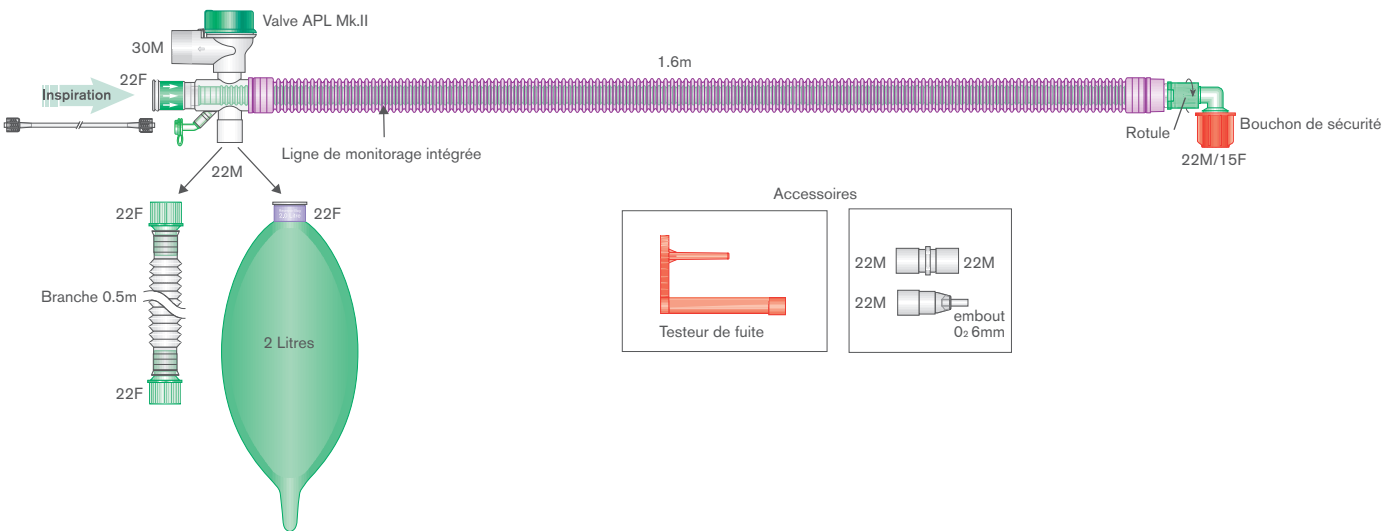 Valve APL Mk.II
30M
1.6m
22F
Inspiration
Rotule
Bouchon de sécurité
Ligne de monitorage intégrée
22M/15F
22M
Accessoires
22F
22F
22M
22M
Branche 0.5m
22M
embout
O₂ 6mm
Testeur de fuite
2 Litres
22F